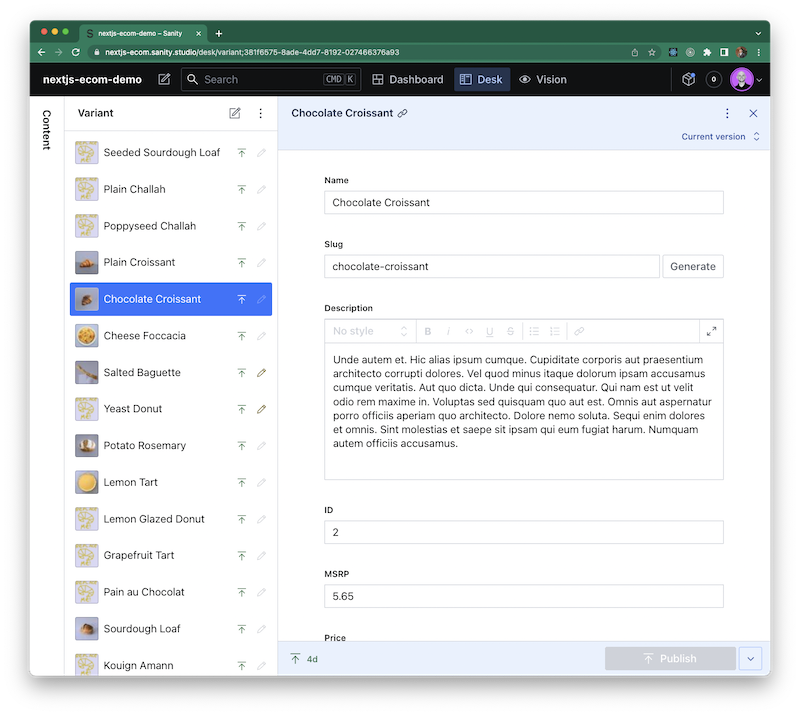 nextjs-ecom-demo – Sanity
nextjs-ecom.sanity.studio/desk/variant;381f6575-8ade-4dd7-8192-027466376a93
nextjs-ecom-demo
Search
CMD K
Dashboard
Desk
Vision
0
Content
Variant
Seeded Sourdough Loaf
Plain Challah
Poppyseed Challah
Plain Croissant
Chocolate Croissant
Cheese Foccacia
Salted Baguette
Yeast Donut
Potato Rosemary
Lemon Tart
Lemon Glazed Donut
Grapefruit Tart
Pain au Chocolat
Sourdough Loaf
Kouign Amann
Chocolate Croissant
Current version
Name
Chocolate Croissant
Slug
chocolate-croissant
Generate
Description
No style
B i U S
Unde autem et. Hic alias ipsum cumque. Cupiditate corporis aut praesentium
architecto corrupti dolores. Vel quod minus itaque dolorum ipsam accusamus
cumque veritatis. Aut quo dicta. Unde qui consequatur. Qui nam est ut velit
odio rem maxime in. Voluptas sed quisquam quo aut est. Omnis aut aspernatur
porro officiis aperiam quo architecto. Dolore nemo soluta. Sequi enim dolores
et omnis. Sint molestias et saepe sit ipsam qui eum fugiat harum. Numquam
autem officiis accusamus.
ID
2
MSRP
5.65
Price
4d
Publish